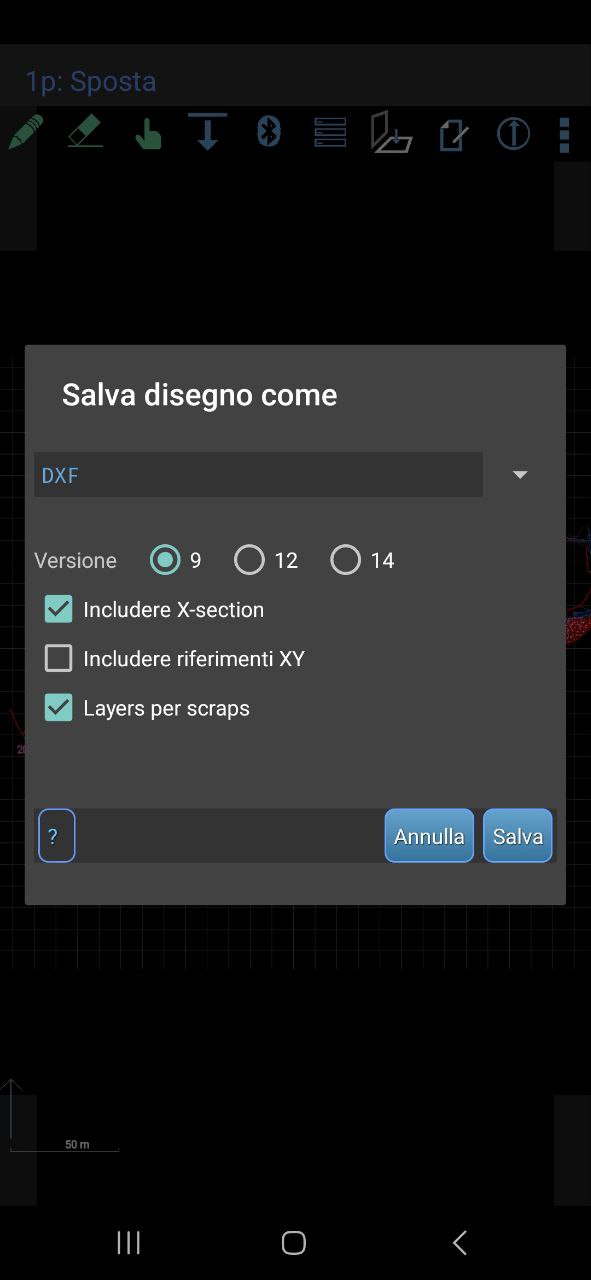 1p: Sposta
Salva disegno come
DXF
Versione 9 12 14
Includere X-section
Includere riferimenti XY
Layers per scraps
? Annulla Salva
50 m